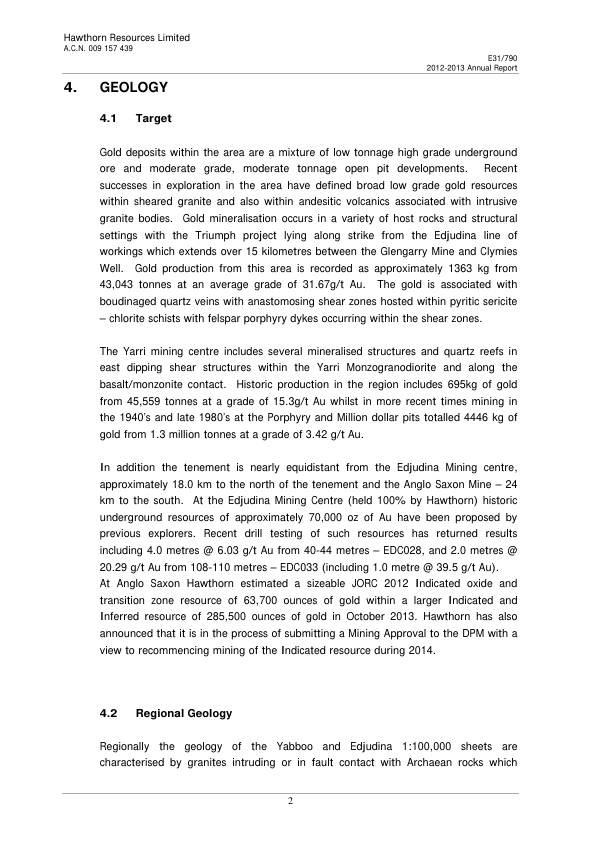 Hawthorn Resources Limited
A.C.N. 009 157 439
E31/790
2012-2013 Annual Report
4. GEOLOGY
4.1 Target
Gold deposits within the area are a mixture of low tonnage high grade underground
ore and moderate grade, moderate tonnage open pit developments. Recent
successes in exploration in the area have defined broad low grade gold resources
within sheared granite and also within andesitic volcanics associated with intrusive
granite bodies. Gold mineralisation occurs in a variety of host rocks and structural
settings with the Triumph project lying along strike from the Edjudina line of
workings which extends over 15 kilometres between the Glengarry Mine and Clymies
Well. Gold production from this area is recorded as approximately 1363 kg from
43,043 tonnes at an average grade of 31.67g/t Au. The gold is associated with
boudinaged quartz veins with anastomosing shear zones hosted within pyritic sericite
– chlorite schists with felspar porphyry dykes occurring within the shear zones.
The Yarri mining centre includes several mineralised structures and quartz reefs in
east dipping shear structures within the Yarri Monzogranodiorite and along the
basalt/monzonite contact. Historic production in the region includes 695kg of gold
from 45,559 tonnes at a grade of 15.3g/t Au whilst in more recent times mining in
the 1940's and late 1980's at the Porphyry and Million dollar pits totalled 4446 kg of
gold from 1.3 million tonnes at a grade of 3.42 g/t Au.
In addition the tenement is nearly equidistant from the Edjudina Mining centre,
approximately 18.0 km to the north of the tenement and the Anglo Saxon Mine – 24
km to the south. At the Edjudina Mining Centre (held 100% by Hawthorn) historic
underground resources of approximately 70,000 oz of Au have been proposed by
previous explorers. Recent drill testing of such resources has returned results
including 4.0 metres @ 6.03 g/t Au from 40-44 metres – EDC028, and 2.0 metres @
20.29 g/t Au from 108-110 metres – EDC033 (including 1.0 metre @ 39.5 g/t Au).
At Anglo Saxon Hawthorn estimated a sizeable JORC 2012 Indicated oxide and
transition zone resource of 63,700 ounces of gold within a larger Indicated and
Inferred resource of 285,500 ounces of gold in October 2013. Hawthorn has also
announced that it is in the process of submitting a Mining Approval to the DPM with a
view to recommencing mining of the Indicated resource during 2014.
4.2 Regional Geology
Regionally the geology of the Yabboo and Edjudina 1:100,000 sheets are
characterised by granites intruding or in fault contact with Archaean rocks which
2